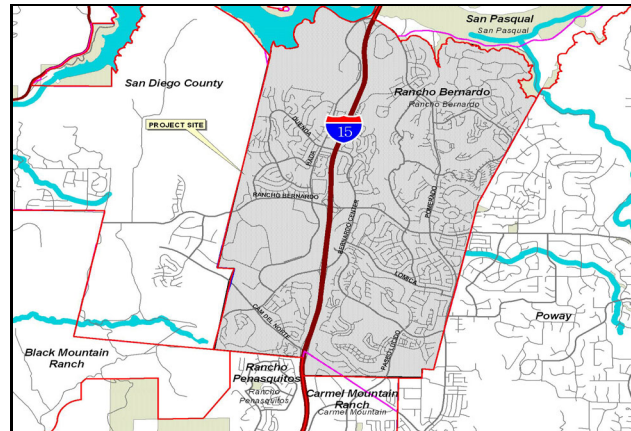 San Pasqual
San Pasqual
San Diego County
Rancho Bernardo
Rancho Bernardo
PROJECT SITE
DUENDA
15
MATINAL
RANCHO BERNARDO
BERNARDO CENTER
POMERADO
LOMICA
CAM DEL NORTE
PASEO LUCIDO
Poway
Black Mountain
Ranch
Rancho
Penasquitos
Rancho
Penasquitos
Carmel Mountain
Ranch
Carmel Mountain